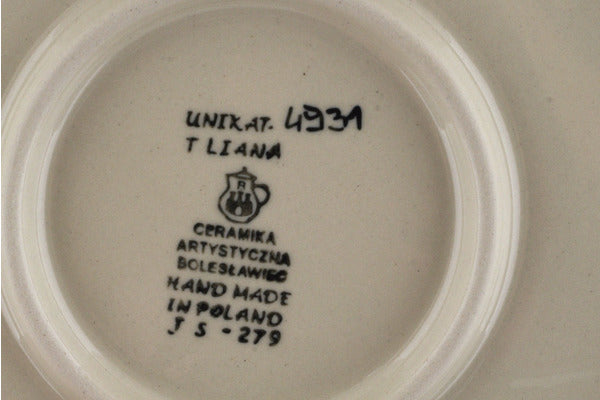 UNIKAT. 4931
T LIANA
R
CERAMIKA
ARTYSTYCZNA
BOLESŁAWIEC
HAND MADE
IN POLAND
J S - 279